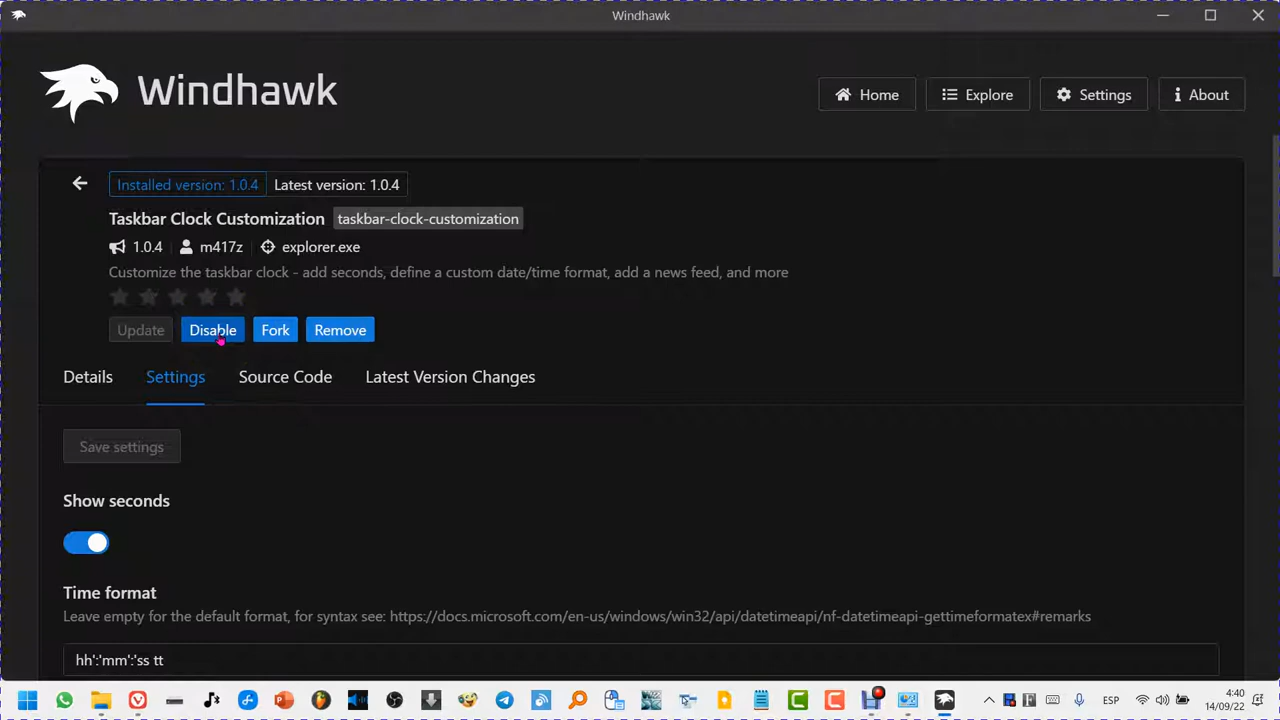 Windhawk
Windhawk
Home
Explore
Settings
About
Installed version: 1.0.4
Latest version: 1.0.4
Taskbar Clock Customization
taskbar-clock-customization
1.0.4
m417z
explorer.exe
Customize the taskbar clock - add seconds, define a custom date/time format, add a news feed, and more
Update
Disable
Fork
Remove
Details
Settings
Source Code
Latest Version Changes
Save settings
Show seconds
Time format
Leave empty for the default format, for syntax see: https://docs.microsoft.com/en-us/windows/win32/api/datetimeapi/nf-datetimeapi-gettimeformatex#remarks
hh':'mm':'ss tt
ESP
4:40
14/09/22